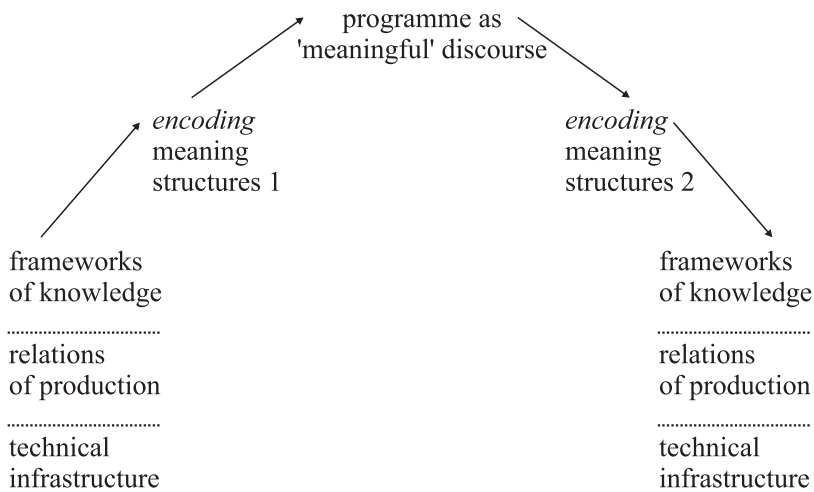 programme as
'meaningful' discourse
encoding
meaning
structures 1
encoding
meaning
structures 2
frameworks
of knowledge
relations
of production
technical
infrastructure
frameworks
of knowledge
relations
of production
technical
infrastructure